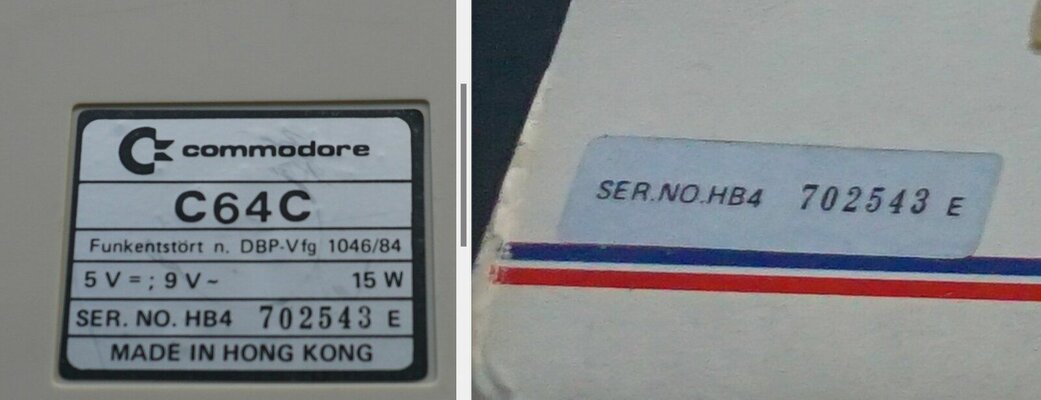 commodore
C64C
Funkentstört n. DBP-Vfg 1046/84
5 V = ; 9 V ~ 15 W
SER. NO. HB4 702543 E
MADE IN HONG KONG
SER.NO.HB4 702543 E